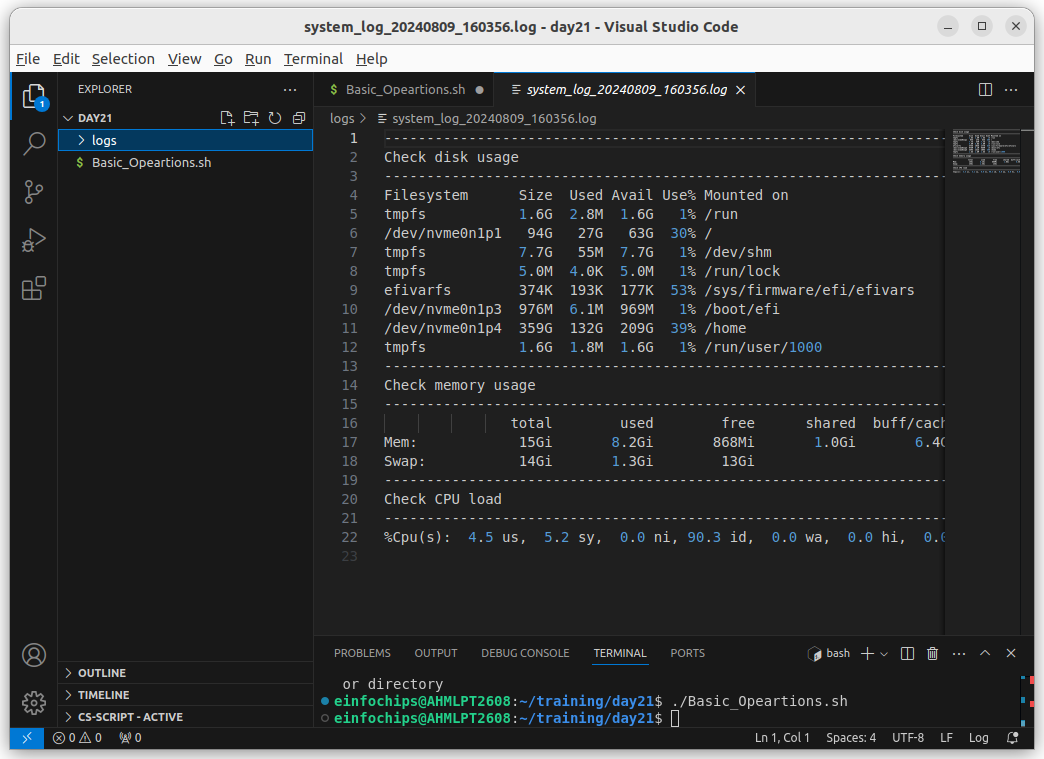 system_log_20240809_160356.log - day21 - Visual Studio Code
File Edit Selection View Go Run Terminal Help
EXPLORER
DAY21
logs
$ Basic_Opeartions.sh
1
$ Basic_Opeartions.sh
system_log_20240809_160356.log
logs > system_log_20240809_160356.log
1 --------------------------------------------------------------------
2 Check disk usage
3 --------------------------------------------------------------------
4 Filesystem      Size  Used Avail Use% Mounted on
5 tmpfs           1.6G  2.8M  1.6G   1% /run
6 /dev/nvme0n1p1   94G   27G   63G  30% /
7 tmpfs           7.7G   55M  7.7G   1% /dev/shm
8 tmpfs           5.0M  4.0K  5.0M   1% /run/lock
9 efivarfs        374K  193K  177K  53% /sys/firmware/efi/efivars
10 /dev/nvme0n1p3  976M  6.1M  969M   1% /boot/efi
11 /dev/nvme0n1p4  359G  132G  209G  39% /home
12 tmpfs           1.6G  1.8M  1.6G   1% /run/user/1000
13 --------------------------------------------------------------------
14 Check memory usage
15 --------------------------------------------------------------------
16                total        used        free      shared  buff/cach
17 Mem:            15Gi       8.2Gi       868Mi       1.0Gi       6.4G
18 Swap:           14Gi       1.3Gi        13Gi
19 --------------------------------------------------------------------
20 Check CPU load
21 --------------------------------------------------------------------
22 %Cpu(s):  4.5 us,  5.2 sy,  0.0 ni, 90.3 id,  0.0 wa,  0.0 hi,  0.0
23
OUTLINE
TIMELINE
CS-SCRIPT - ACTIVE
PROBLEMS OUTPUT DEBUG CONSOLE TERMINAL PORTS
bash
or directory
einfochips@AHMLPT2608:~/training/day21$ ./Basic_Opeartions.sh
einfochips@AHMLPT2608:~/training/day21$
0 0 0
Ln 1, Col 1 Spaces: 4 UTF-8 LF Log